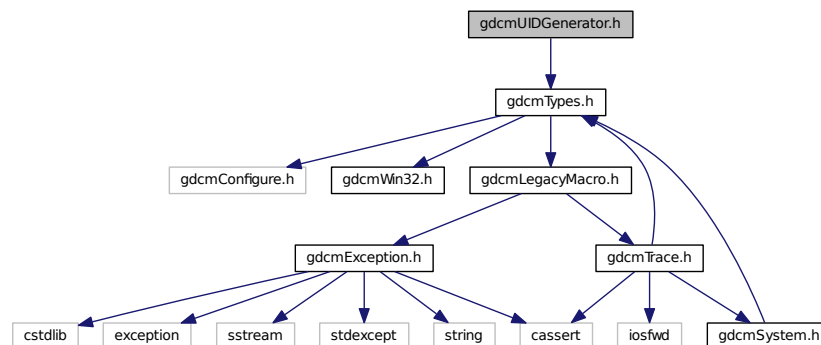 gdcmUIDGenerator.h
gdcmTypes.h
gdcmConfigure.h
gdcmWin32.h
gdcmLegacyMacro.h
gdcmException.h
gdcmTrace.h
cstdlib
exception
sstream
stdexcept
string
cassert
iosfwd
gdcmSystem.h